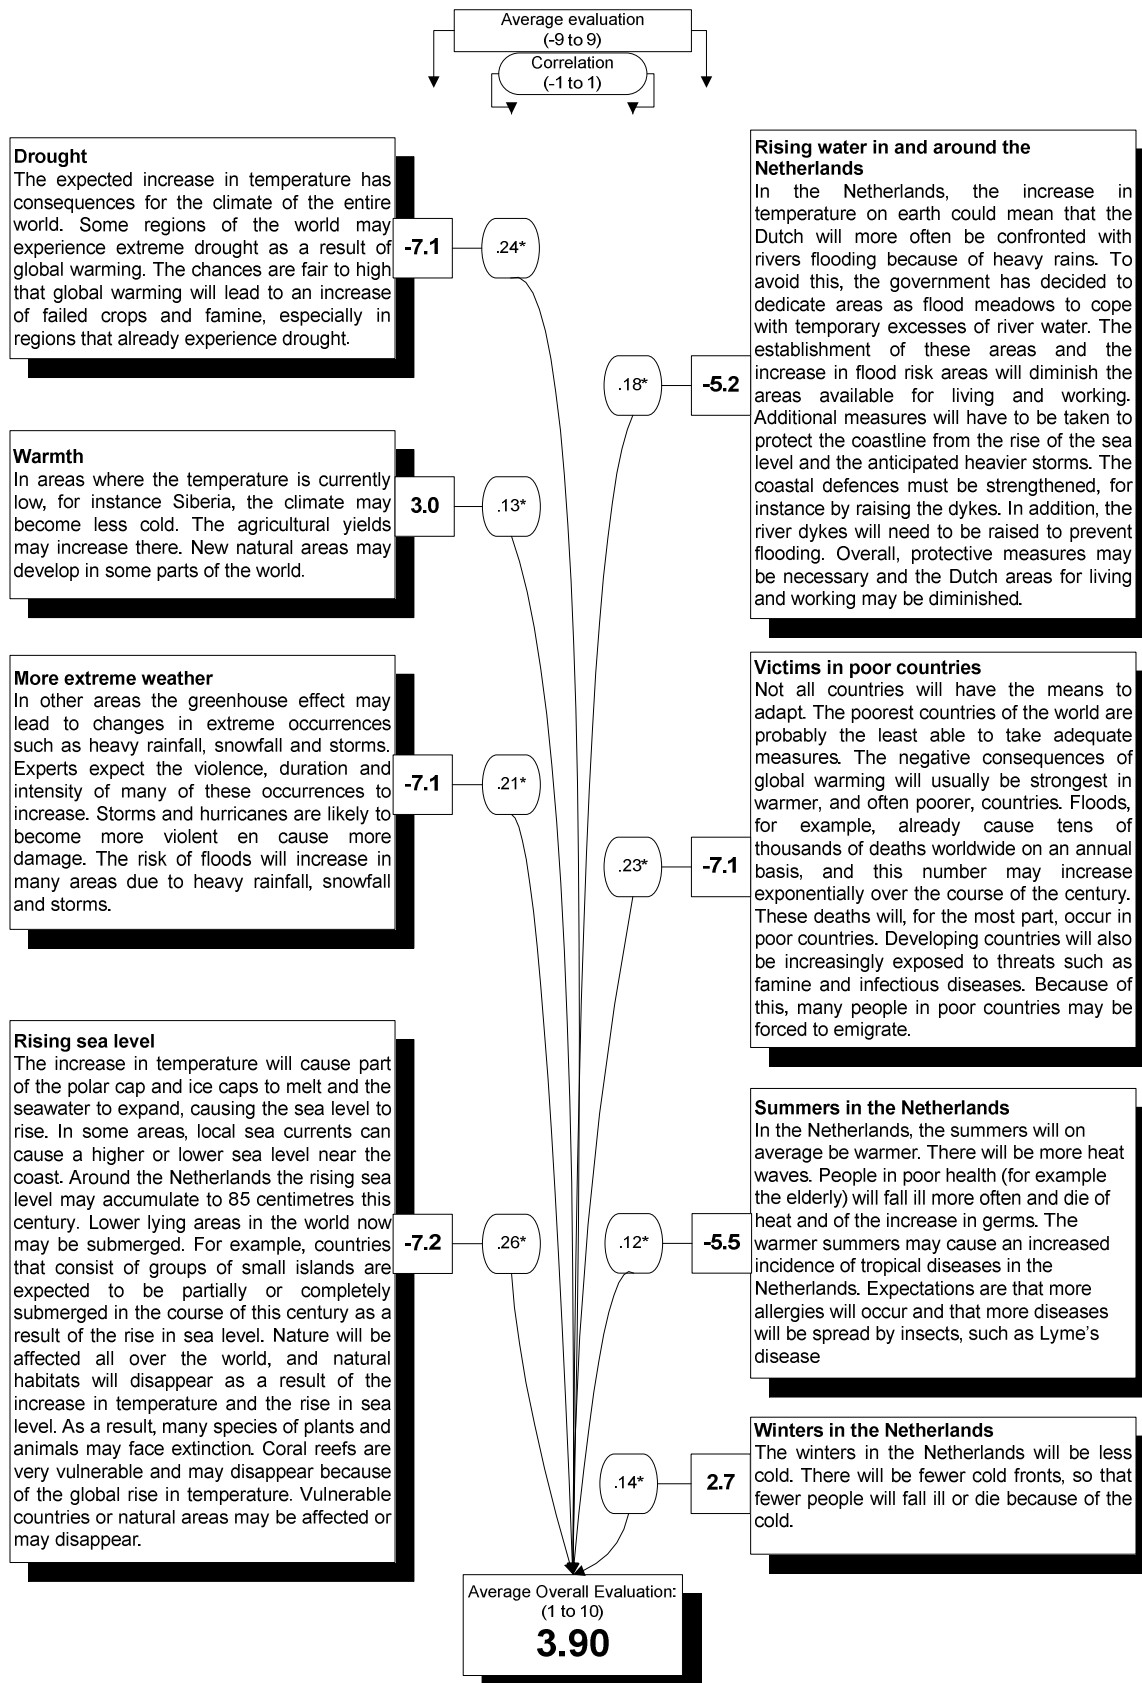 Average evaluation
(-9 to 9)
Correlation
(-1 to 1)
Drought
The expected increase in temperature has
consequences for the climate of the entire
world. Some regions of the world may
experience extreme drought as a result of
global warming. The chances are fair to high
that global warming will lead to an increase
of failed crops and famine, especially in
regions that already experience drought.
-7.1
.24*
Warmth
In areas where the temperature is currently
low, for instance Siberia, the climate may
become less cold. The agricultural yields
may increase there. New natural areas may
develop in some parts of the world.
3.0
.13*
More extreme weather
In other areas the greenhouse effect may
lead to changes in extreme occurrences
such as heavy rainfall, snowfall and storms.
Experts expect the violence, duration and
intensity of many of these occurrences to
increase. Storms and hurricanes are likely to
become more violent en cause more
damage. The risk of floods will increase in
many areas due to heavy rainfall, snowfall
and storms.
-7.1
.21*
Rising sea level
The increase in temperature will cause part
of the polar cap and ice caps to melt and the
seawater to expand, causing the sea level to
rise. In some areas, local sea currents can
cause a higher or lower sea level near the
coast. Around the Netherlands the rising sea
level may accumulate to 85 centimetres this
century. Lower lying areas in the world now
may be submerged. For example, countries
that consist of groups of small islands are
expected to be partially or completely
submerged in the course of this century as a
result of the rise in sea level. Nature will be
affected all over the world, and natural
habitats will disappear as a result of the
increase in temperature and the rise in sea
level. As a result, many species of plants and
animals may face extinction. Coral reefs are
very vulnerable and may disappear because
of the global rise in temperature. Vulnerable
countries or natural areas may be affected or
may disappear.
-7.2
.26*
Rising water in and around the
Netherlands
In the Netherlands, the increase in
temperature on earth could mean that the
Dutch will more often be confronted with
rivers flooding because of heavy rains. To
avoid this, the government has decided to
dedicate areas as flood meadows to cope
with temporary excesses of river water. The
establishment of these areas and the
increase in flood risk areas will diminish the
areas available for living and working.
Additional measures will have to be taken to
protect the coastline from the rise of the sea
level and the anticipated heavier storms. The
coastal defences must be strengthened, for
instance by raising the dykes. In addition, the
river dykes will need to be raised to prevent
flooding. Overall, protective measures may
be necessary and the Dutch areas for living
and working may be diminished.
.18*
-5.2
Victims in poor countries
Not all countries will have the means to
adapt. The poorest countries of the world are
probably the least able to take adequate
measures. The negative consequences of
global warming will usually be strongest in
warmer, and often poorer, countries. Floods,
for example, already cause tens of
thousands of deaths worldwide on an annual
basis, and this number may increase
exponentially over the course of the century.
These deaths will, for the most part, occur in
poor countries. Developing countries will also
be increasingly exposed to threats such as
famine and infectious diseases. Because of
this, many people in poor countries may be
forced to emigrate.
.23*
-7.1
Summers in the Netherlands
In the Netherlands, the summers will on
average be warmer. There will be more heat
waves. People in poor health (for example
the elderly) will fall ill more often and die of
heat and of the increase in germs. The
warmer summers may cause an increased
incidence of tropical diseases in the
Netherlands. Expectations are that more
allergies will occur and that more diseases
will be spread by insects, such as Lyme's
disease
.12*
-5.5
Winters in the Netherlands
The winters in the Netherlands will be less
cold. There will be fewer cold fronts, so that
fewer people will fall ill or die because of the
cold.
.14*
2.7
Average Overall Evaluation:
(1 to 10)
3.90